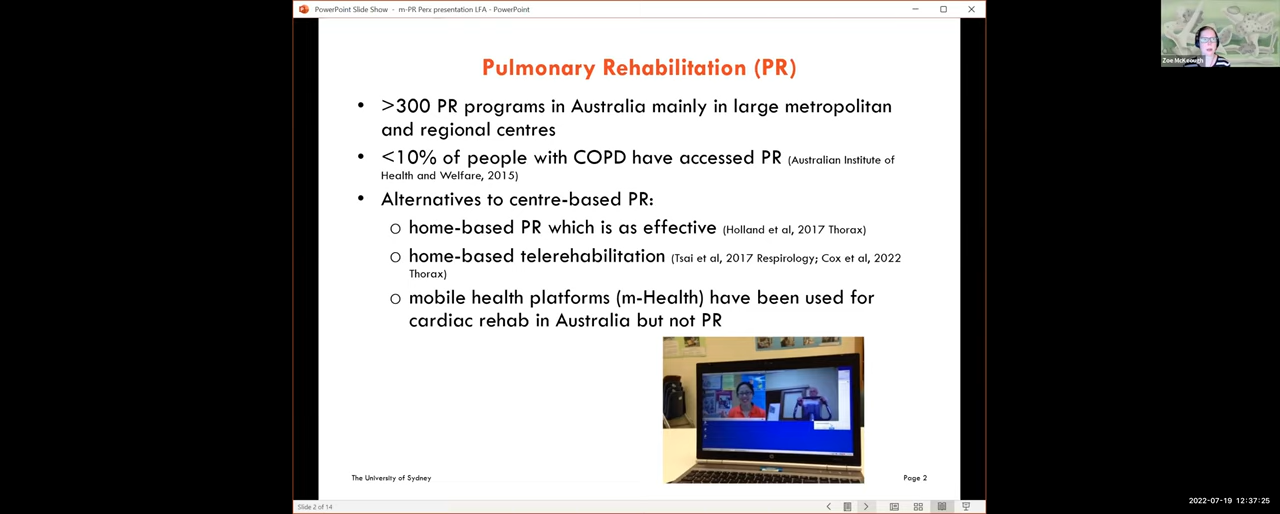 PowerPoint Slide Show - m-PR Perx presentation LFA - PowerPoint
Zoe McKeough
Pulmonary Rehabilitation (PR)
• >300 PR programs in Australia mainly in large metropolitan
and regional centres
• <10% of people with COPD have accessed PR (Australian Institute of
Health and Welfare, 2015)
• Alternatives to centre-based PR:
o home-based PR which is as effective (Holland et al, 2017 Thorax)
o home-based telerehabilitation (Tsai et al, 2017 Respirology; Cox et al, 2022
Thorax)
o mobile health platforms (m-Health) have been used for
cardiac rehab in Australia but not PR
The University of Sydney
Page 2
Slide 2 of 14
2022-07-19 12:37:25